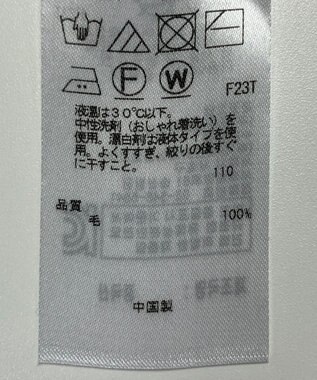 F W F23T
液温は30℃以下。
中性洗剤（おしゃれ着洗い）を
使用。漂白剤は液体タイプを使
用。よくすすぎ、絞りの後すぐ
に干すこと。
110
品質
毛 100%
中国製